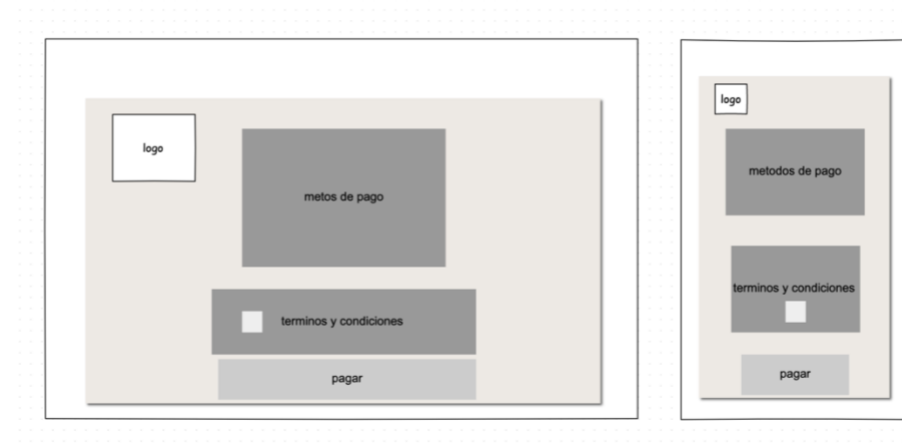 logo
metos de pago
terminos y condiciones
pagar
logo
metodos de pago
terminos y condiciones
pagar